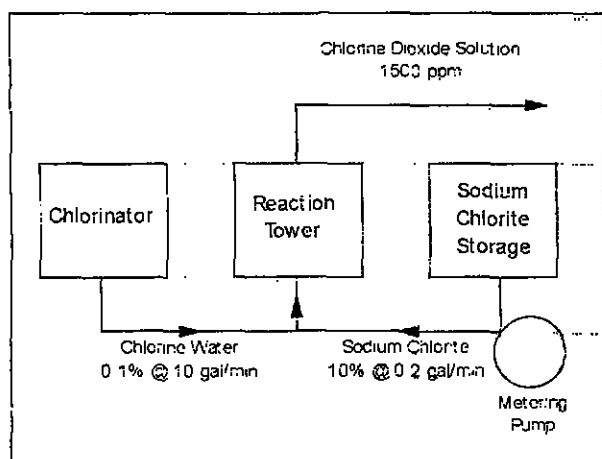 Chlorine Dioxide Solution
1500 ppm
Chlorinator
Reaction
Tower
Sodium
Chlorite
Storage
Chlorine Water
0.1% @ 10 gal/min
Sodium Chlorite
10% @ 0.2 gal/min
Metering
Pump